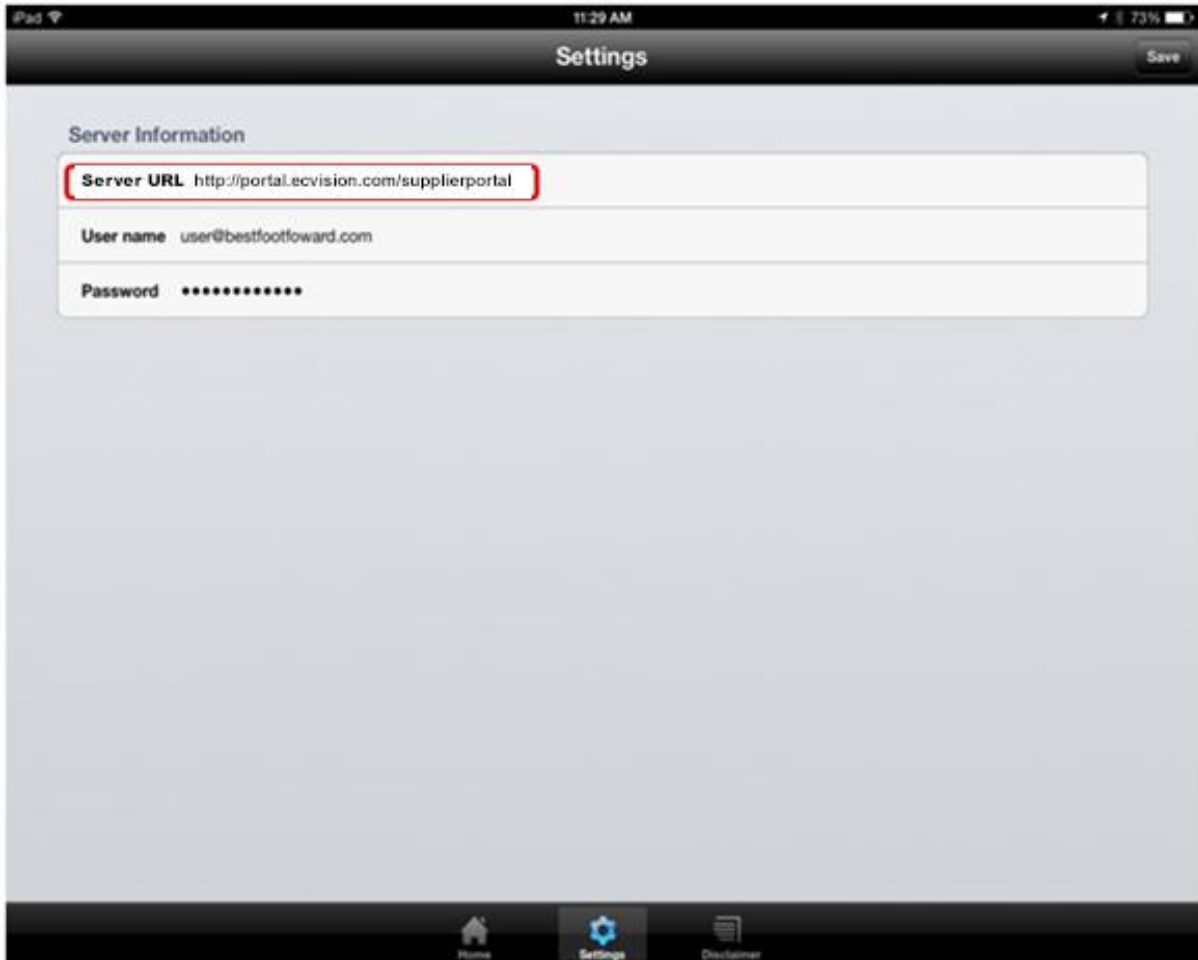 iPad 11:29 AM 73%
Settings Save
Server Information
Server URL http://portal.ecvision.com/supplierportal
User name user@bestfootfoward.com
Password ••••••••••••
Home Settings Disclaimer